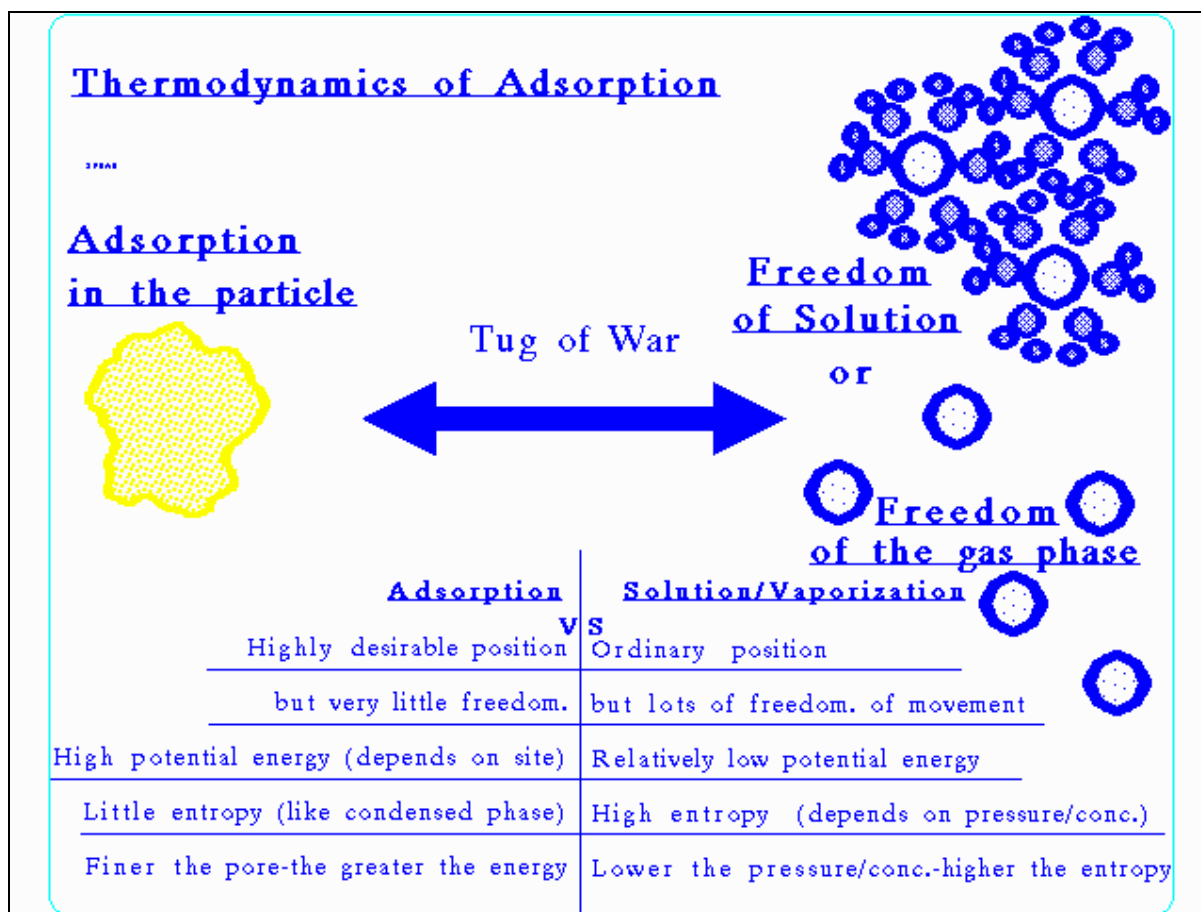 Thermodynamics of Adsorption
Adsorption
in the particle
Freedom
of Solution
or
Tug of War
Freedom
of the gas phase
Adsorption Solution/Vaporization
VS
Highly desirable position Ordinary position
but very little freedom. but lots of freedom. of movement
High potential energy (depends on site) Relatively low potential energy
Little entropy (like condensed phase) High entropy (depends on pressure/conc.)
Finer the pore-the greater the energy Lower the pressure/conc.-higher the entropy